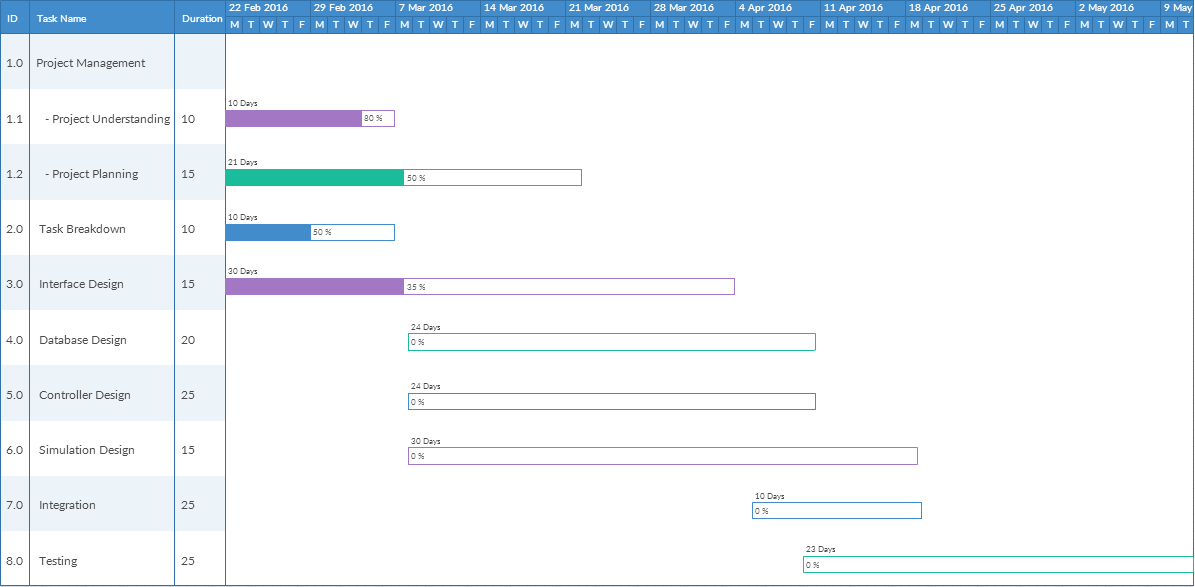 ID Task Name Duration 22 Feb 2016 29 Feb 2016 7 Mar 2016 14 Mar 2016 21 Mar 2016 28 Mar 2016 4 Apr 2016 11 Apr 2016 18 Apr 2016 25 Apr 2016 2 May 2016 9 May
M T W T F M T W T F M T W T F M T W T F M T W T F M T W T F M T W T F M T W T F M T W T F M T W T F M T W T F M T
1.0 Project Management
10 Days
1.1 - Project Understanding 10 80 %
21 Days
1.2 - Project Planning 15 50 %
10 Days
2.0 Task Breakdown 10 50 %
30 Days
3.0 Interface Design 15 35 %
24 Days
4.0 Database Design 20 0 %
24 Days
5.0 Controller Design 25 0 %
30 Days
6.0 Simulation Design 15 0 %
10 Days
7.0 Integration 25 0 %
23 Days
8.0 Testing 25 0 %